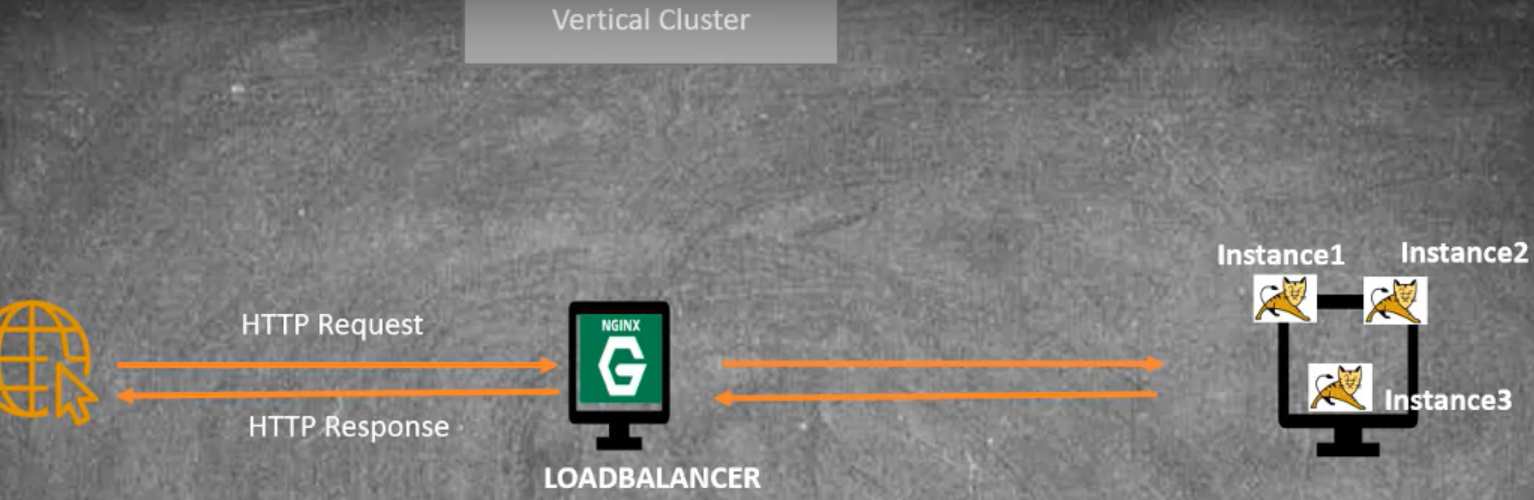 Vertical Cluster
Instance1
Instance2
HTTP Request
NGINX
G
Instance3
HTTP Response
LOADBALANCER